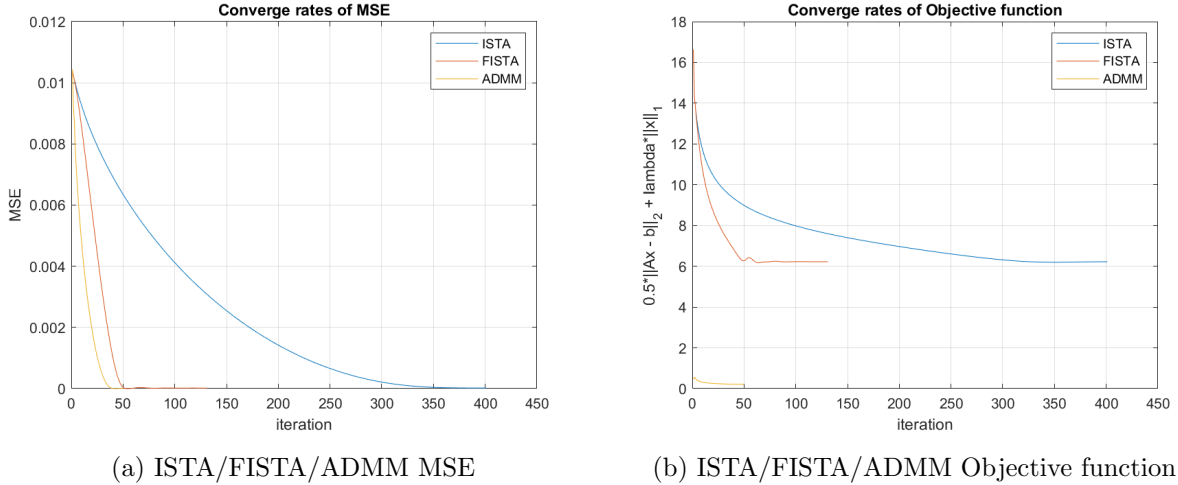 Converge rates of MSE
0.012
0.01
0.008
0.006
0.004
0.002
0
MSE
0 50 100 150 200 250 300 350 400 450
iteration
ISTA
FISTA
ADMM
(a) ISTA/FISTA/ADMM MSE
Converge rates of Objective function
18
16
14
12
10
8
6
4
2
0
0.5*||Ax - b||_2 + lambda*||x||_1
0 50 100 150 200 250 300 350 400 450
iteration
ISTA
FISTA
ADMM
(b) ISTA/FISTA/ADMM Objective function